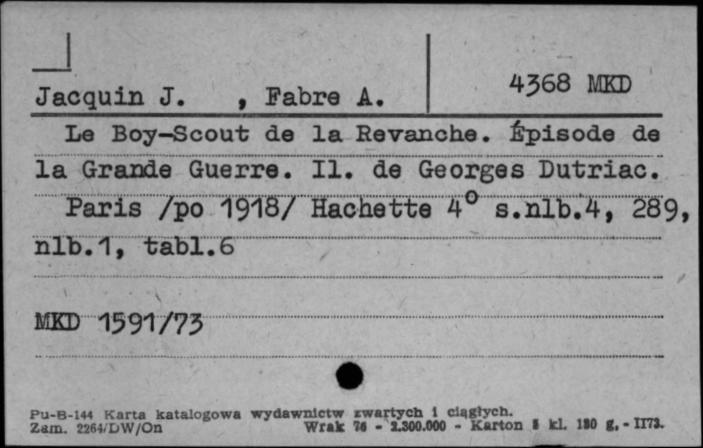 4368 MKD
Jacquin J. , Fabre A.
Le Boy-Scout de la Revanche. Épisode de
la Grande Guerre. Il. de Georges Dutriac.
Paris /po 1918/ Hachette 4° s.nlb.4, 289,
nlb.1, tabl.6
MKD 1591/73
Pu-B-144 Karta katalogowa wydawnictw zwartych i ciągłych.
Zam. 2264/DW/On Wrak 76 - 2.300.000 - Karton kl. 180 g. - II73.